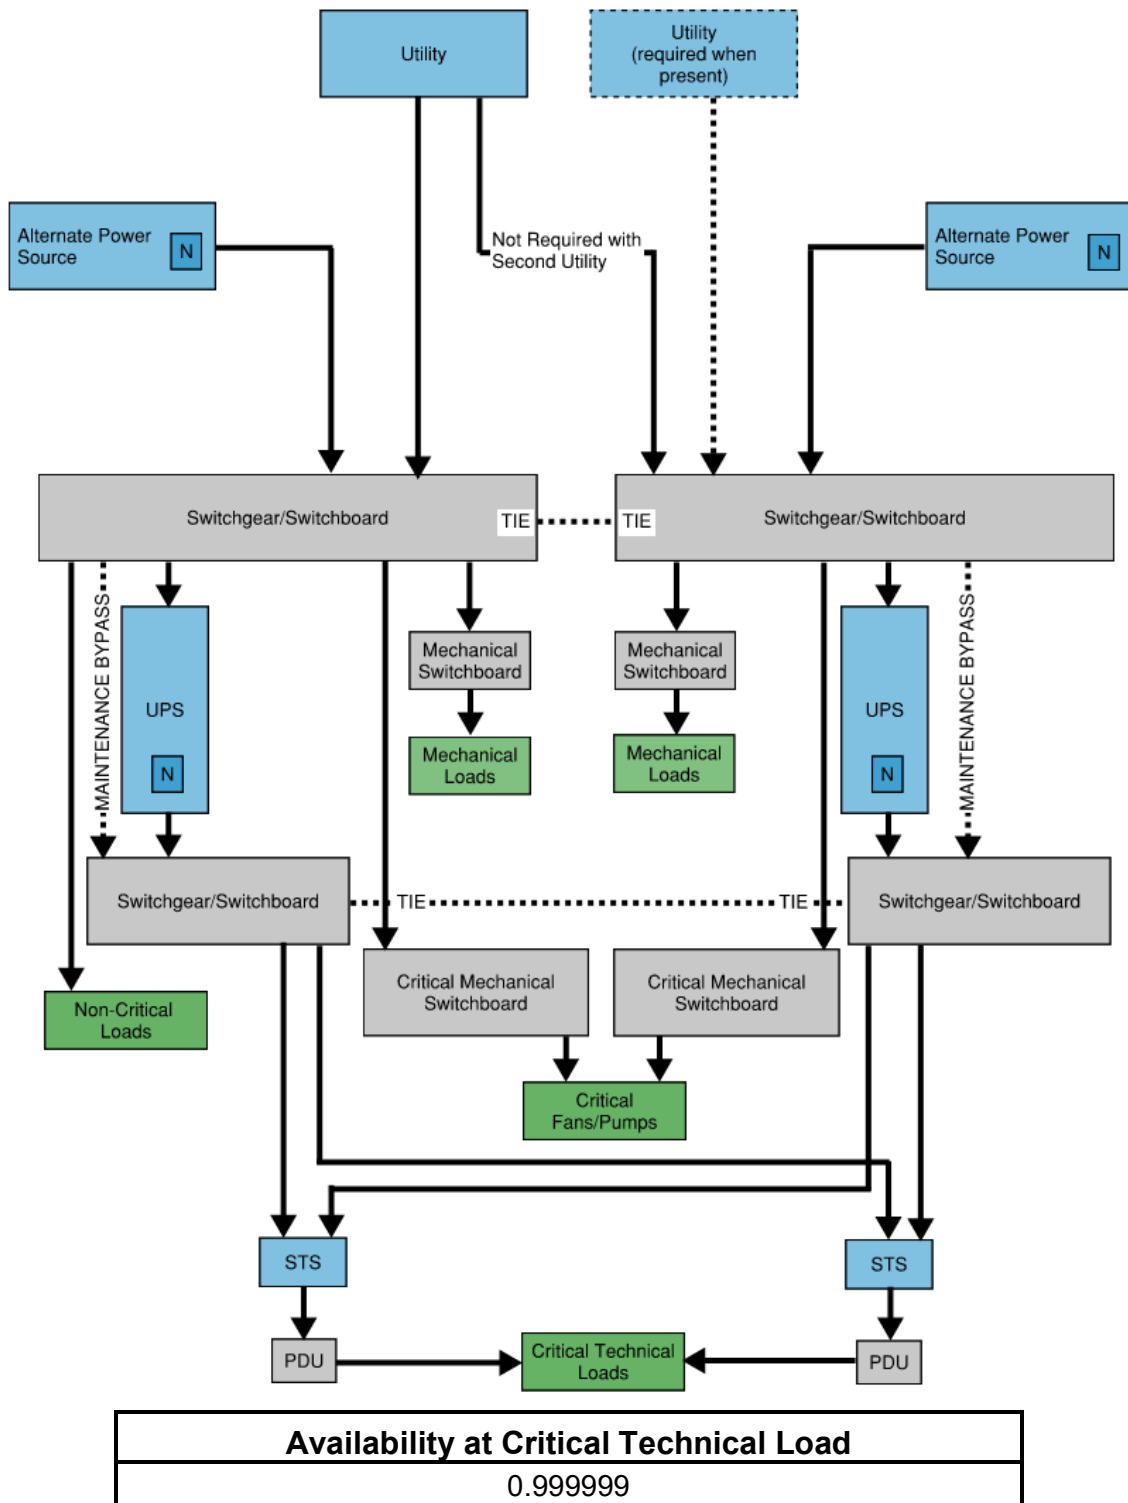 Utility
Utility
(required when
present)
Alternate Power
Source
N
Not Required with
Second Utility
Alternate Power
Source
N
Switchgear/Switchboard
TIE
TIE
Switchgear/Switchboard
MAINTENANCE BYPASS
UPS
N
Mechanical
Switchboard
Mechanical
Loads
Mechanical
Switchboard
Mechanical
Loads
UPS
N
MAINTENANCE BYPASS
Switchgear/Switchboard
TIE
TIE
Switchgear/Switchboard
Non-Critical
Loads
Critical Mechanical
Switchboard
Critical Mechanical
Switchboard
Critical
Fans/Pumps
STS
STS
PDU
Critical Technical
Loads
PDU
Availability at Critical Technical Load
0.999999